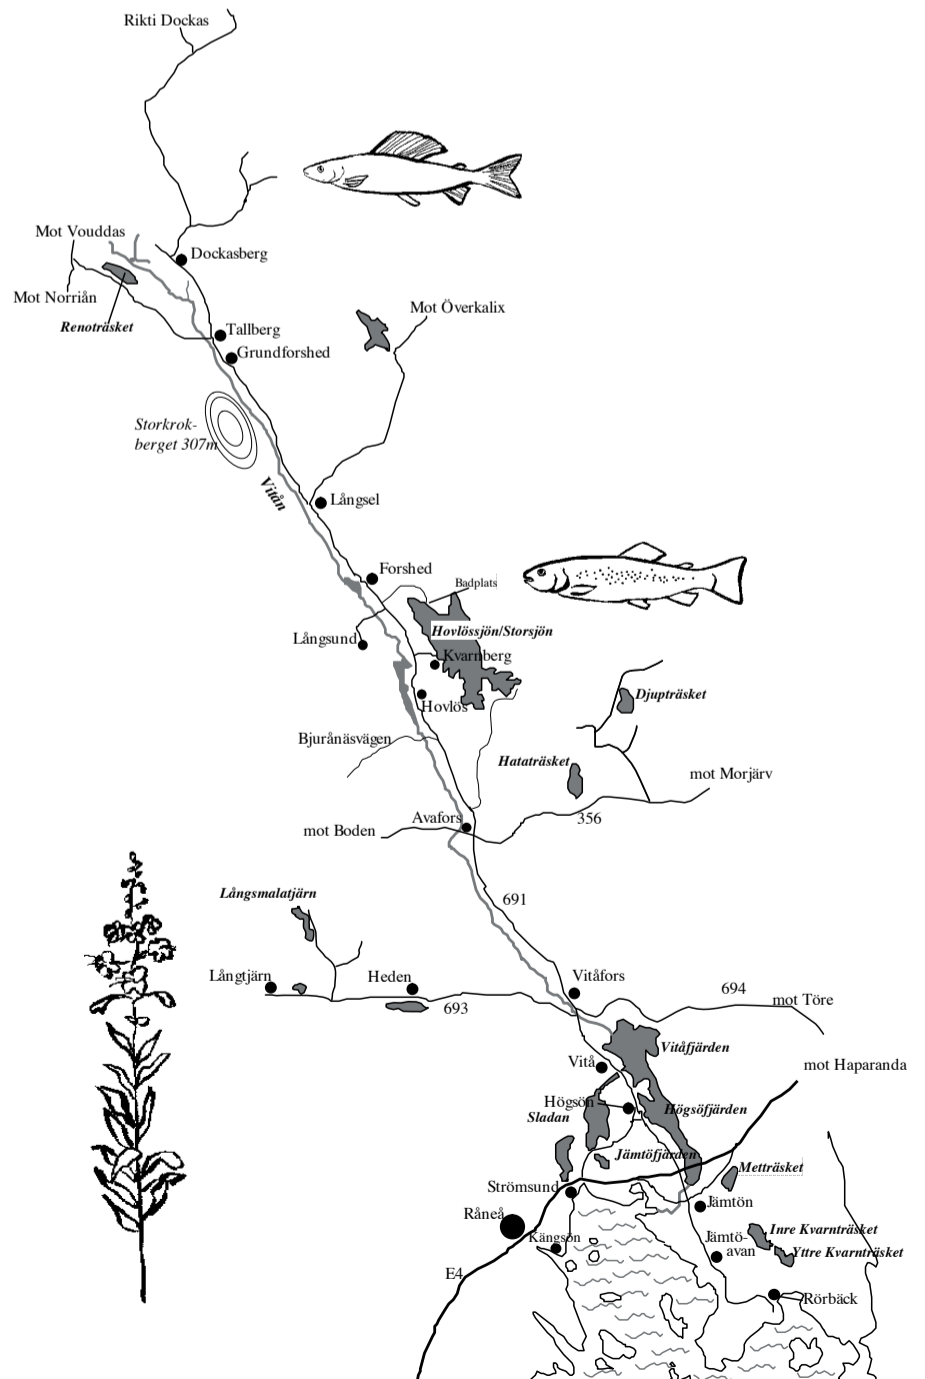 Rikti Dockas
Mot Vouddas
Dockasberg
Mot Norriån
Renoträsket
Mot Överkalix
Tallberg
Grundforshed
Storkrok-
berget 307m
Vitån
Långsel
Forshed
Badplats
Hovlössjön/Storsjön
Långsund
Kvarnberg
Djupträsket
Hovlös
Bjurånäsvägen
Hataträsket
mot Morjärv
356
Avafors
mot Boden
Långsmalatjärn
691
Långtjärn
Heden
Vitåfors
693
694
mot Töre
Vitåfjärden
Vitå
mot Haparanda
Högsön
Högsöfjärden
Sladan
Jämtöfjärden
Metträsket
Strömsund
Jämtön
Råneå
Kängsön
Jämtö-
avan
Inre Kvarnträsket
Yttre Kvarnträsket
E4
Rörbäck